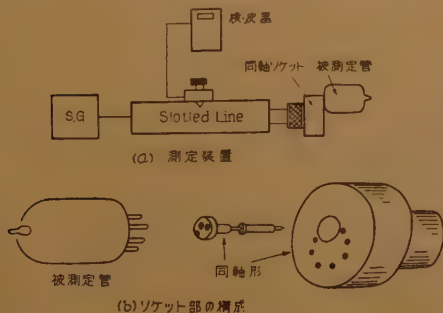 検波器
同軸ソケット 被測定管
S.G
Slotled Line
(a) 測定装置
被測定管
同軸形
(b)ソケット部の構成